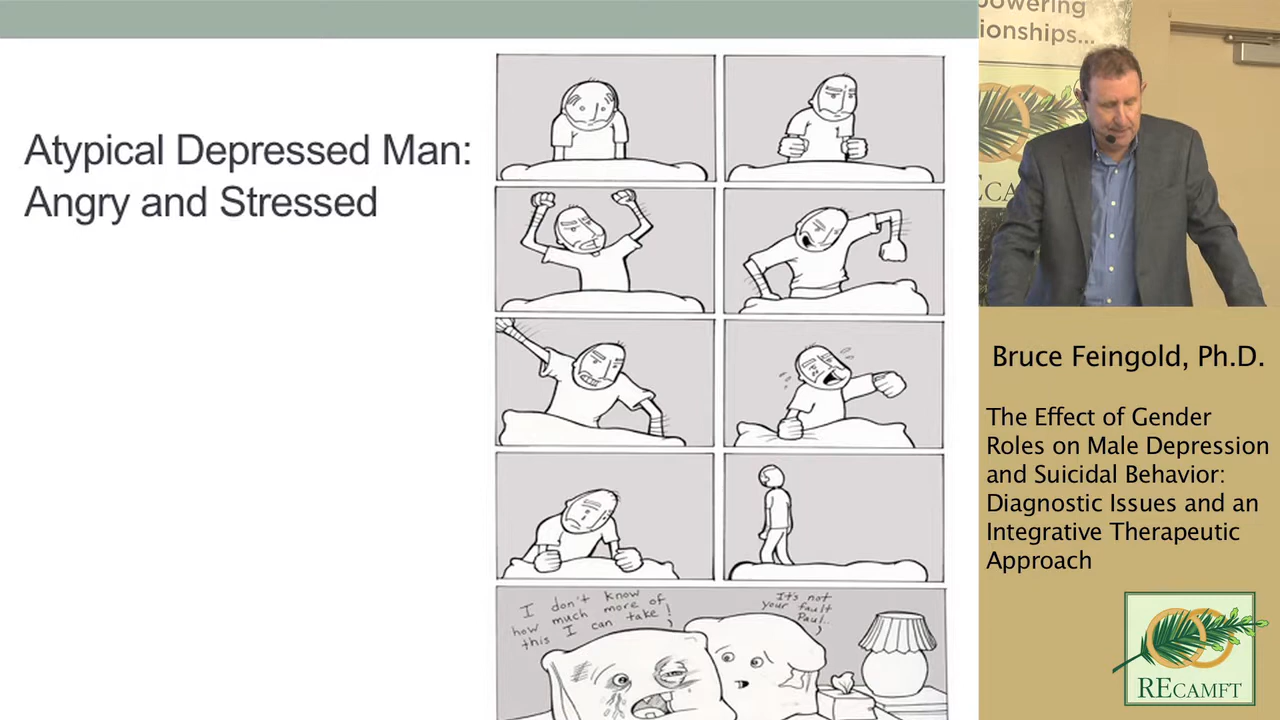 Atypical Depressed Man:
Angry and Stressed
I don't know
how much more of
this I can take!
It's not
your fault
Paul..
powering
ionships...
ECA
Bruce Feingold, Ph.D.
The Effect of Gender
Roles on Male Depression
and Suicidal Behavior:
Diagnostic Issues and an
Integrative Therapeutic
Approach
RECAMFT